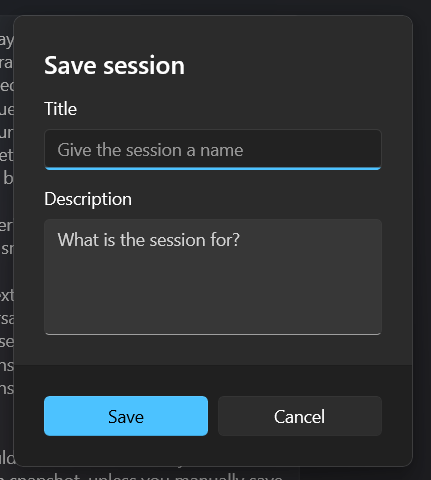 Save session
Title
Give the session a name
Description
What is the session for?
Save
Cancel